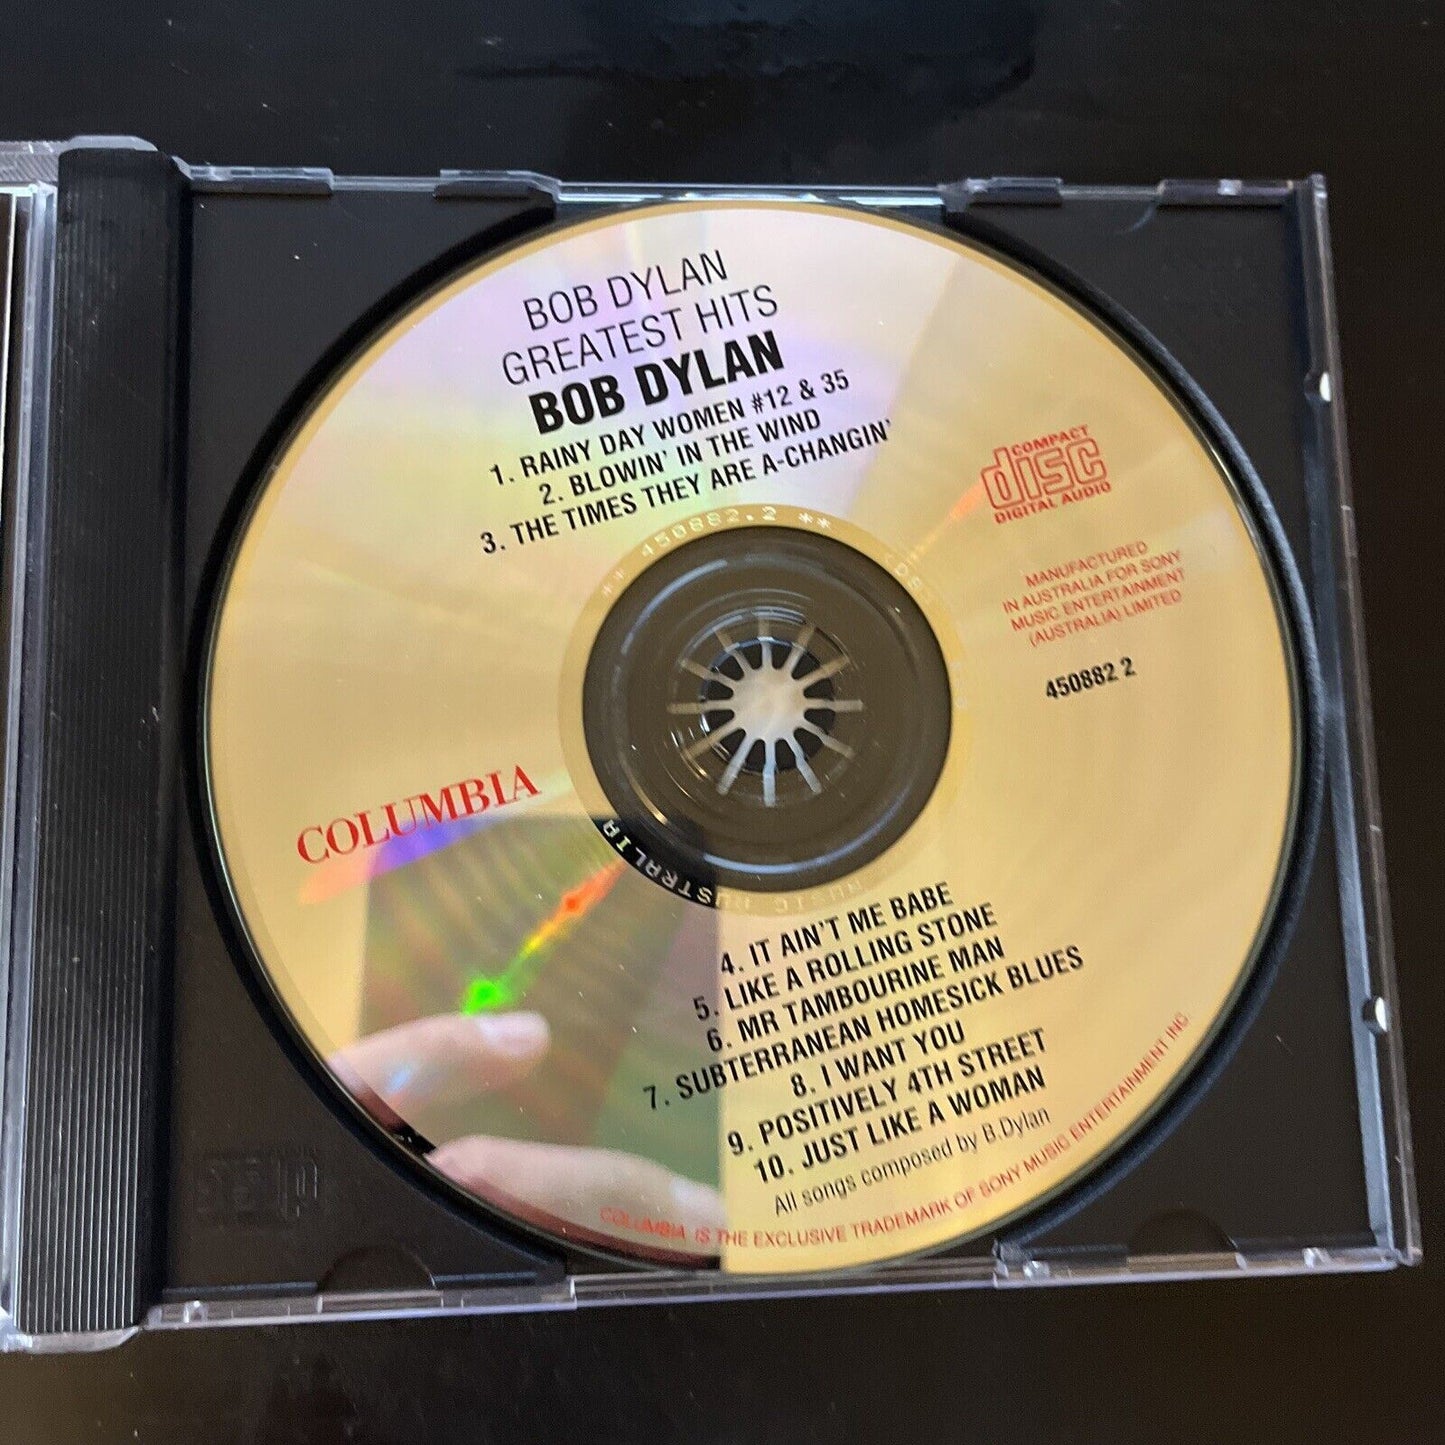 BOB DYLAN
GREATEST HITS
BOB DYLAN
1. RAINY DAY WOMEN #12 & 35
2. BLOWIN' IN THE WIND
3. THE TIMES THEY ARE A-CHANGIN'
** 450882.2 **
COMPACT
disc
DIGITAL AUDIO
MANUFACTURED
IN AUSTRALIA FOR SONY
MUSIC ENTERTAINMENT
(AUSTRALIA) LIMITED
450882 2
COLUMBIA
MUSIC AUSTRALIA
4. IT AIN'T ME BABE
5. LIKE A ROLLING STONE
6. MR TAMBOURINE MAN
7. SUBTERRANEAN HOMESICK BLUES
8. I WANT YOU
9. POSITIVELY 4TH STREET
10. JUST LIKE A WOMAN
All songs composed by B.Dylan
COLUMBIA IS THE EXCLUSIVE TRADEMARK OF SONY MUSIC ENTERTAINMENT INC.